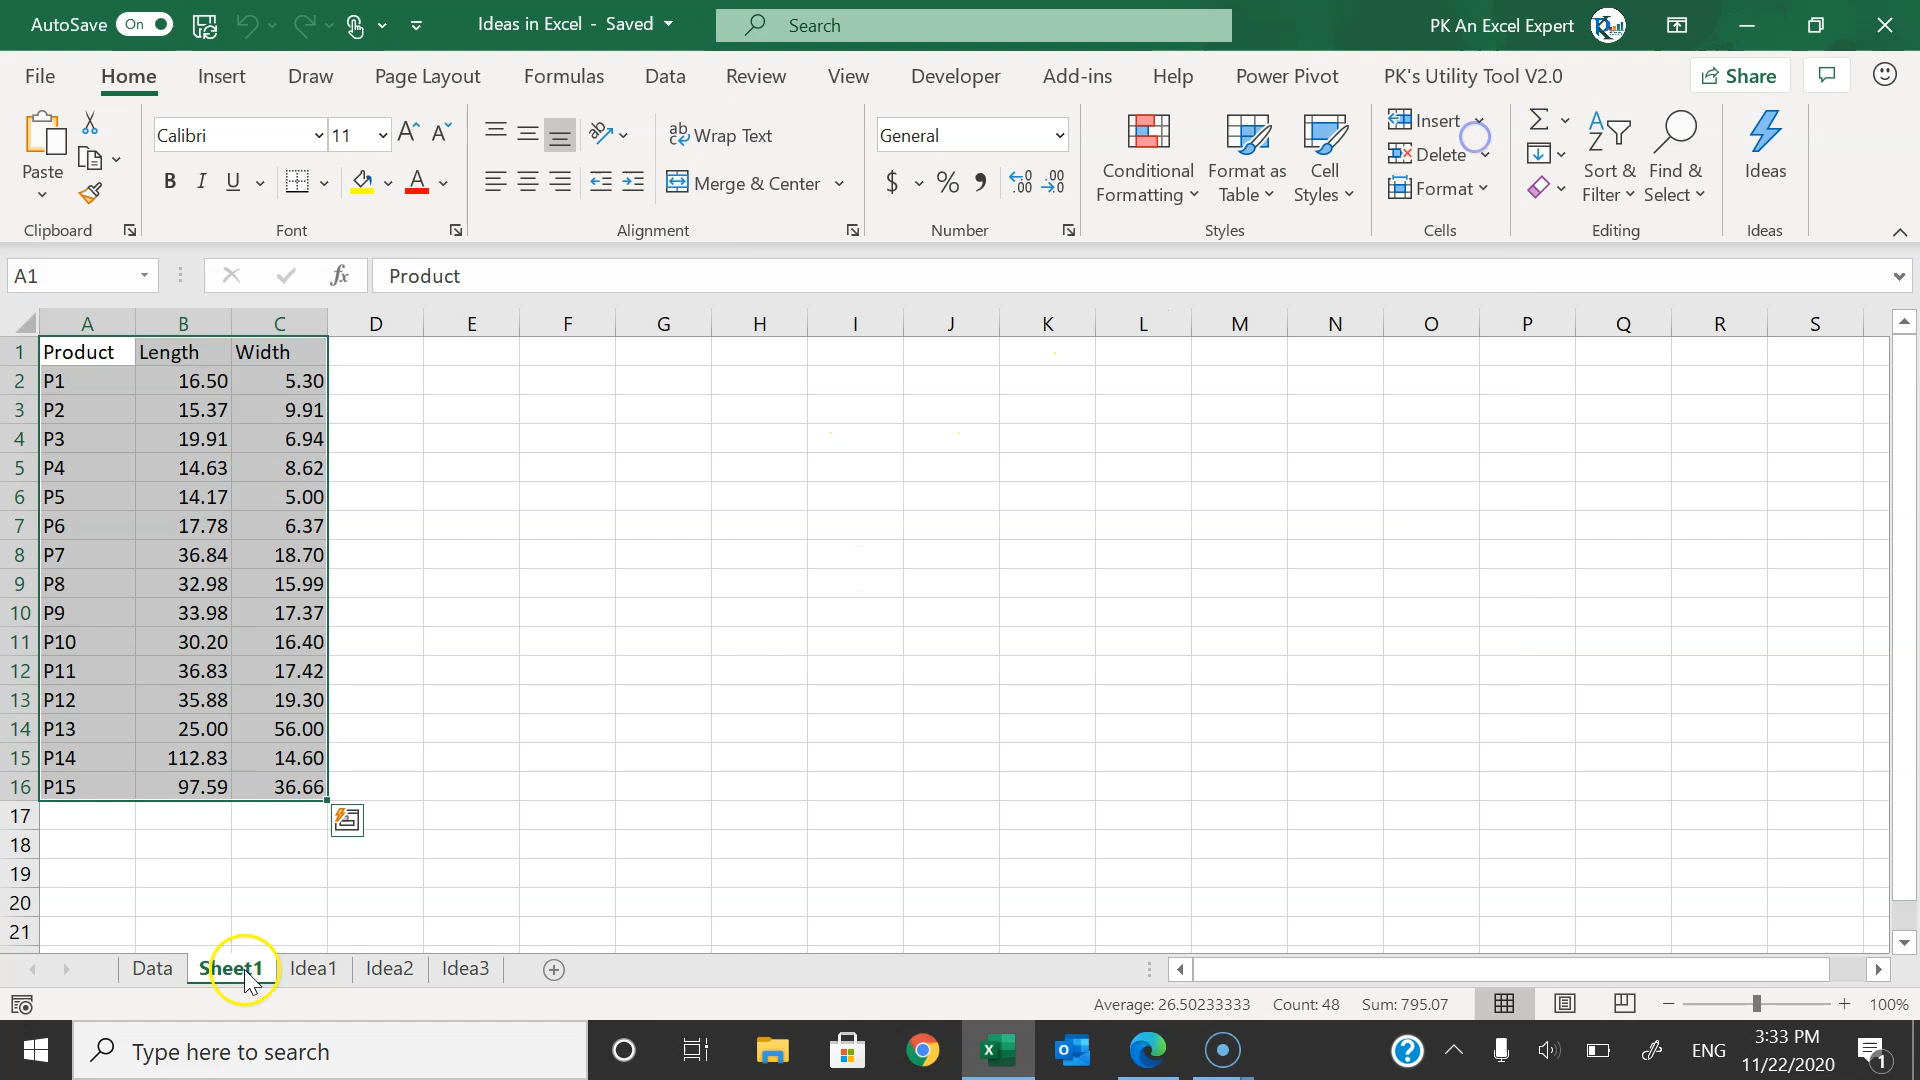 AutoSave On Ideas in Excel - Saved Search PK An Excel Expert
File Home Insert Draw Page Layout Formulas Data Review View Developer Add-ins Help Power Pivot PK's Utility Tool V2.0 Share
Paste
Clipboard
Calibri 11
B I U A
Font
ab Wrap Text
Merge & Center
Alignment
General
$ % 9 .00 .00
Number
Conditional Formatting
Format as Table
Cell Styles
Styles
Insert
Delete
Format
Cells
Sort & Filter
Find & Select
Editing
Ideas
Ideas
A1 fx Product
A B C D E F G H I J K L M N O P Q R S
1 Product Length Width
2 P1 16.50 5.30
3 P2 15.37 9.91
4 P3 19.91 6.94
5 P4 14.63 8.62
6 P5 14.17 5.00
7 P6 17.78 6.37
8 P7 36.84 18.70
9 P8 32.98 15.99
10 P9 33.98 17.37
11 P10 30.20 16.40
12 P11 36.83 17.42
13 P12 35.88 19.30
14 P13 25.00 56.00
15 P14 112.83 14.60
16 P15 97.59 36.66
17
18
19
20
21
Data Sheet1 Idea1 Idea2 Idea3
Average: 26.50233333 Count: 48 Sum: 795.07 100%
Type here to search ENG 3:33 PM
11/22/2020 1